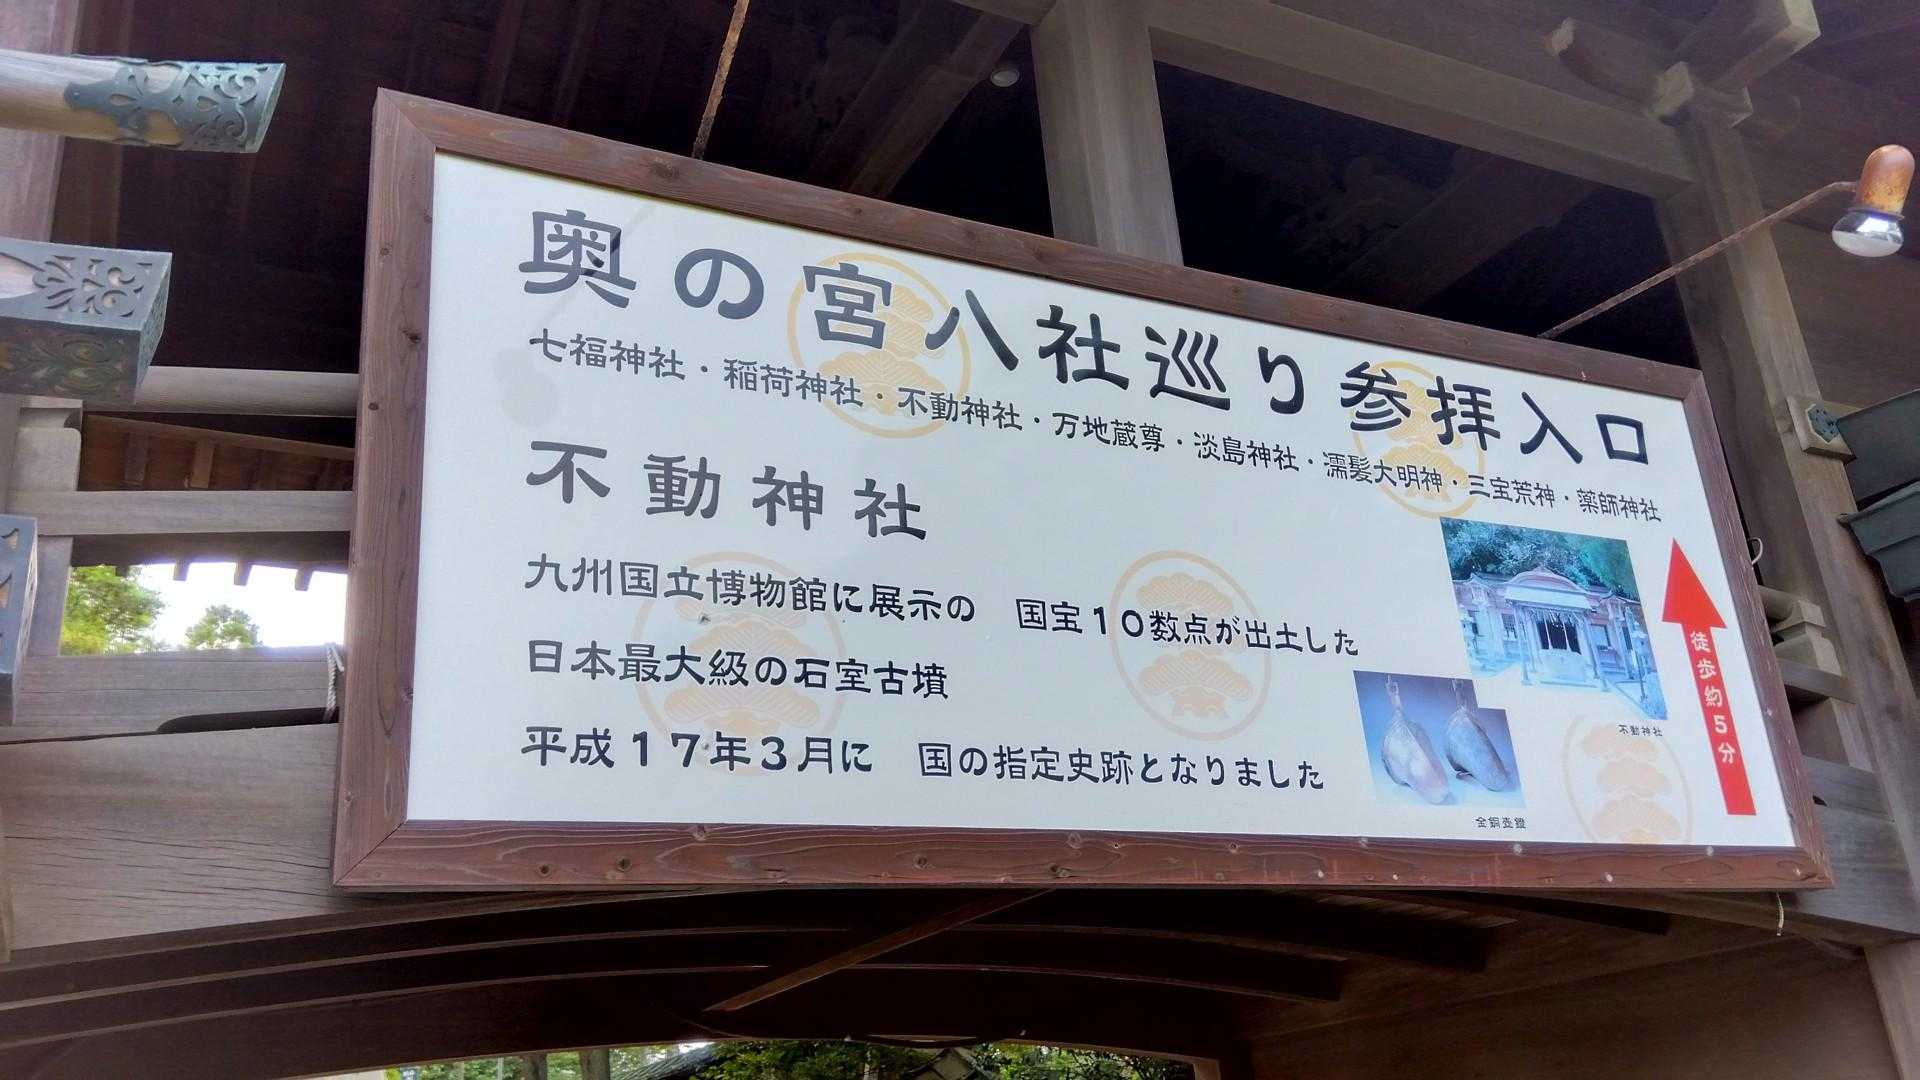 奥の宮八社巡り参拝入口
七福神社・稲荷神社・不動神社・万地蔵尊・淡島神社・濡髪大明神・三宝荒神・薬師神社
不動神社
九州国立博物館に展示の 国宝10数点が出土した
日本最大級の石室古墳
平成17年3月に 国の指定史跡となりました
不動神社
金銅壺鐙
徒歩約5分